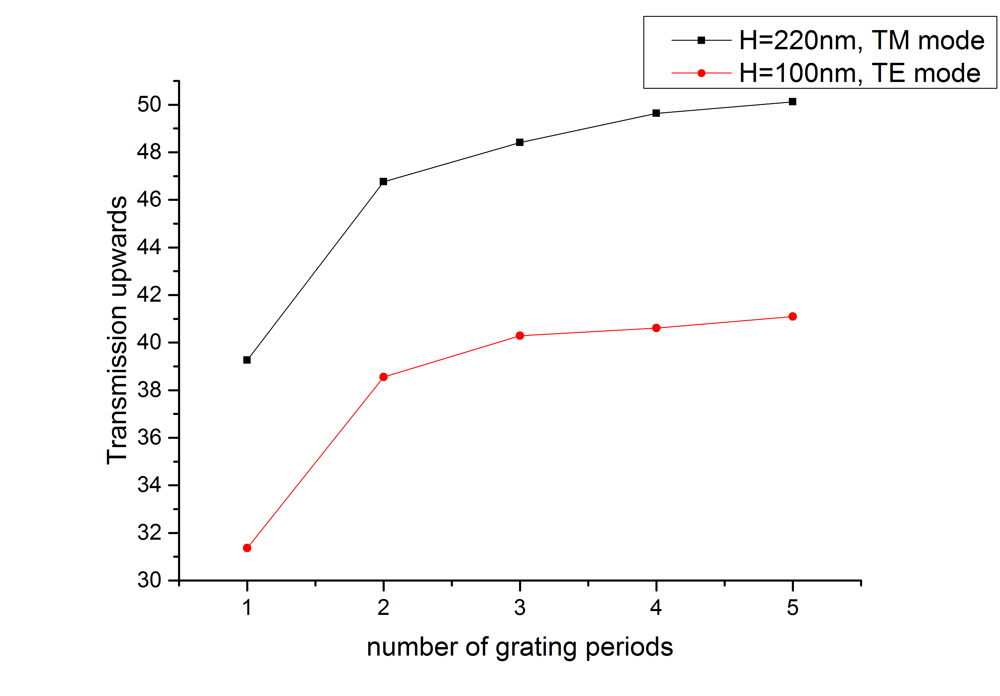 H=220nm, TM mode
H=100nm, TE mode
Transmission upwards
50
48
46
44
42
40
38
36
34
32
30
1 2 3 4 5
number of grating periods